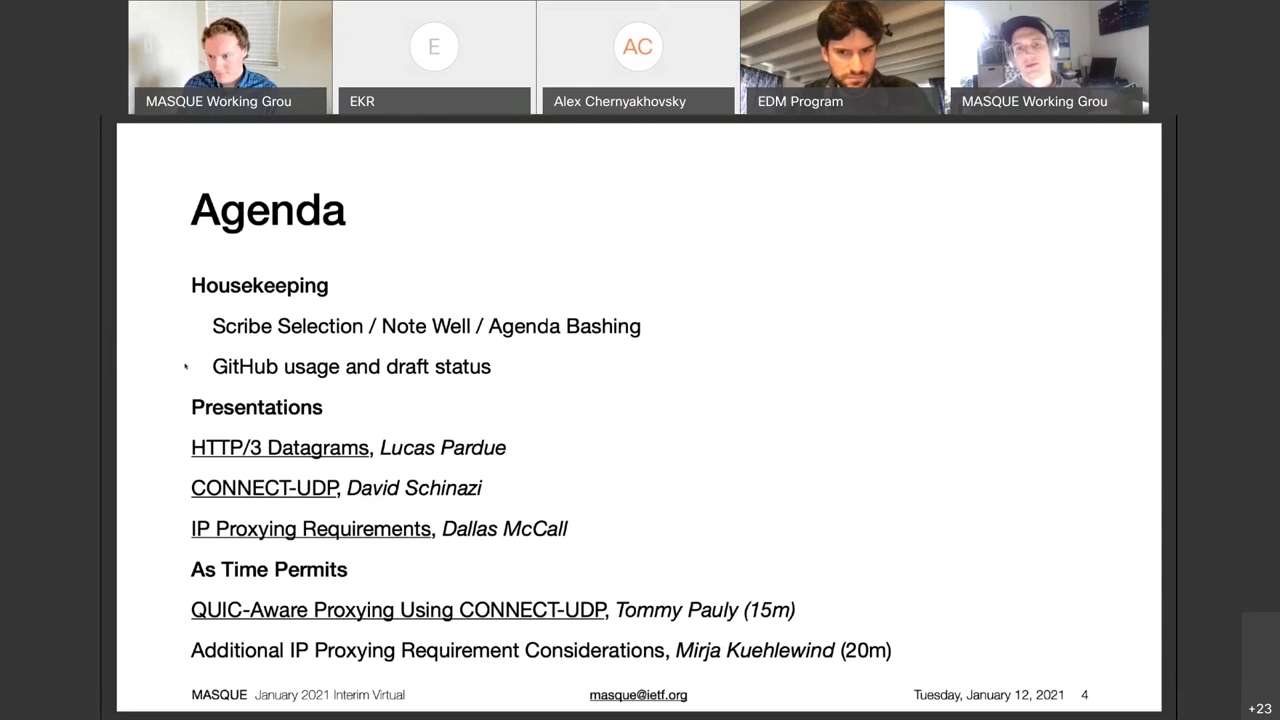 E
AC
MASQUE Working Grou
EKR
Alex Chernyakhovsky
EDM Program
MASQUE Working Grou
Agenda
Housekeeping
Scribe Selection / Note Well / Agenda Bashing
GitHub usage and draft status
Presentations
HTTP/3 Datagrams, Lucas Pardue
CONNECT-UDP, David Schinazi
IP Proxying Requirements, Dallas McCall
As Time Permits
QUIC-Aware Proxying Using CONNECT-UDP, Tommy Pauly (15m)
Additional IP Proxying Requirement Considerations, Mirja Kuehlewind (20m)
MASQUE January 2021 Interim Virtual
masque@ietf.org
Tuesday, January 12, 2021 4
+23